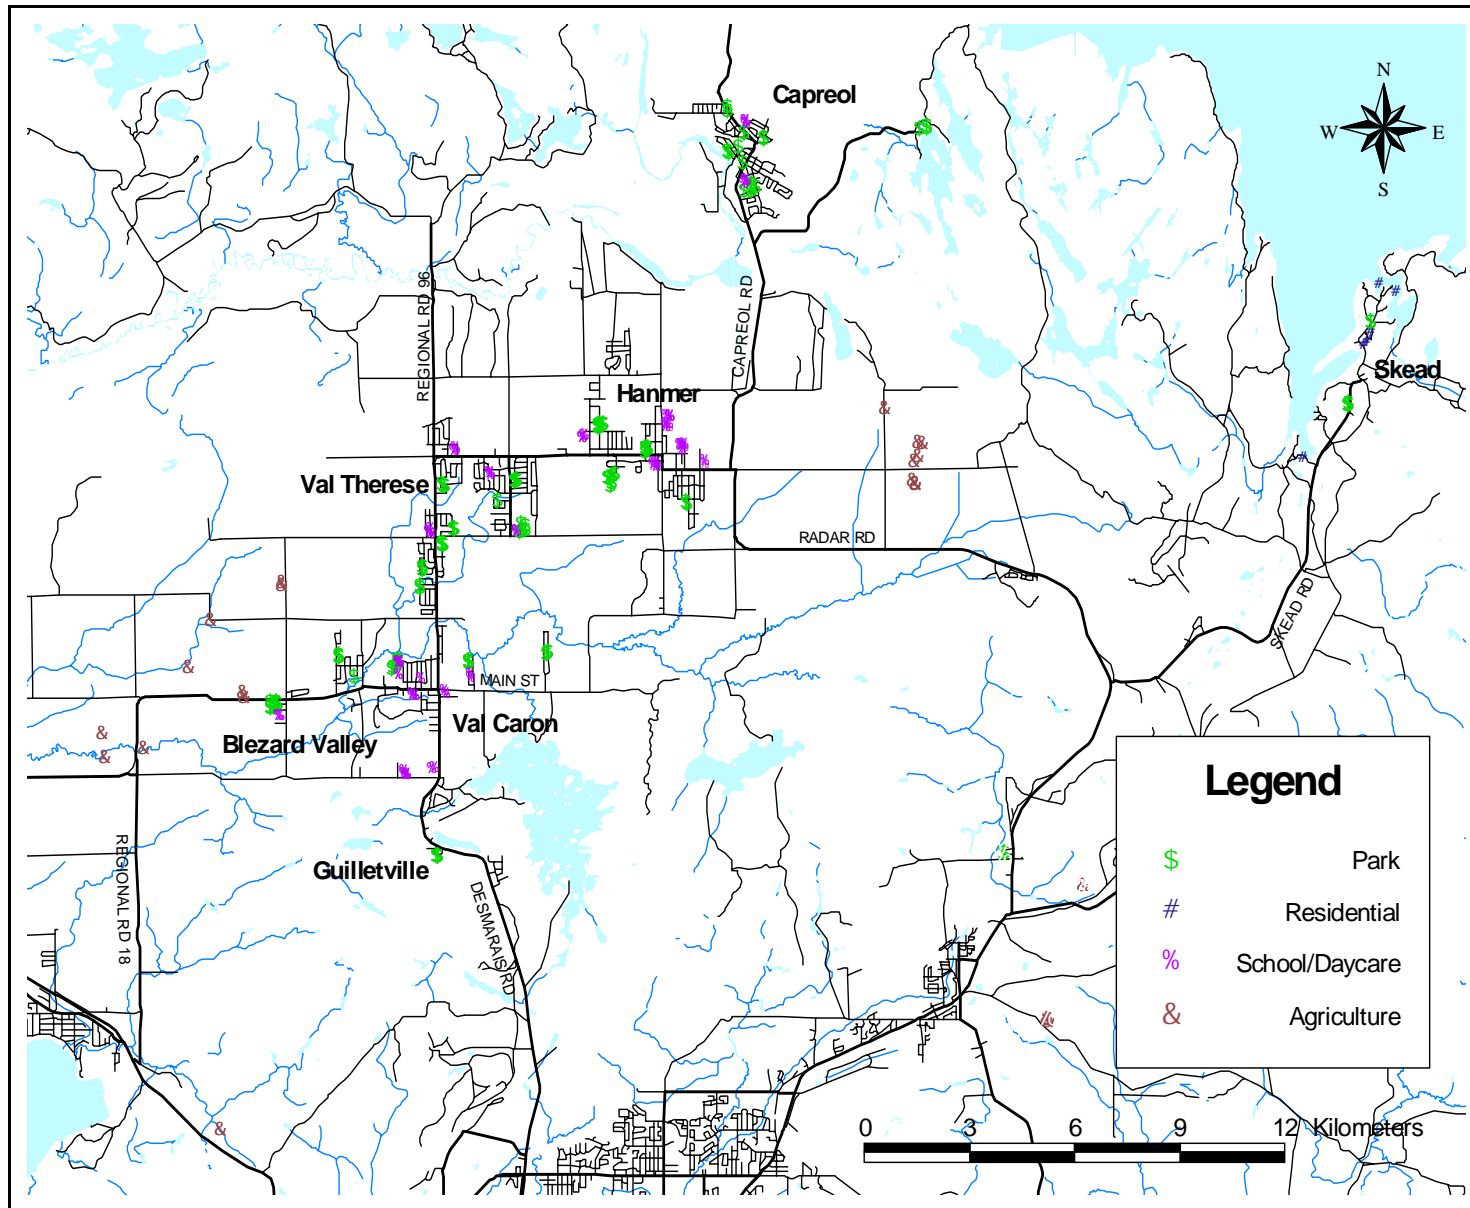 Capreol
N
W E
S
REGIONAL RD 96
CAPREOL RD
Hanmer
Skead
Val Therese
RADAR RD
SKEAD RD
MAIN ST
Val Caron
Blezard Valley
Guilletville
REGIONAL RD 18
DESMARAIS RD
Legend
$ Park
# Residential
% School/Daycare
& Agriculture
0 3 6 9 12 Kilometers